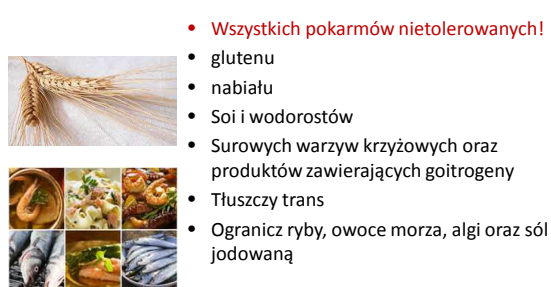 • Wszystkich pokarmów nietolerowanych!
• glutenu
• nabiału
• Soi i wodorostów
• Surowych warzyw krzyżowych oraz
produktów zawierających goitrogeny
• Tłuszczy trans
• Ogranicz ryby, owoce morza, algi oraz sól
jodowaną